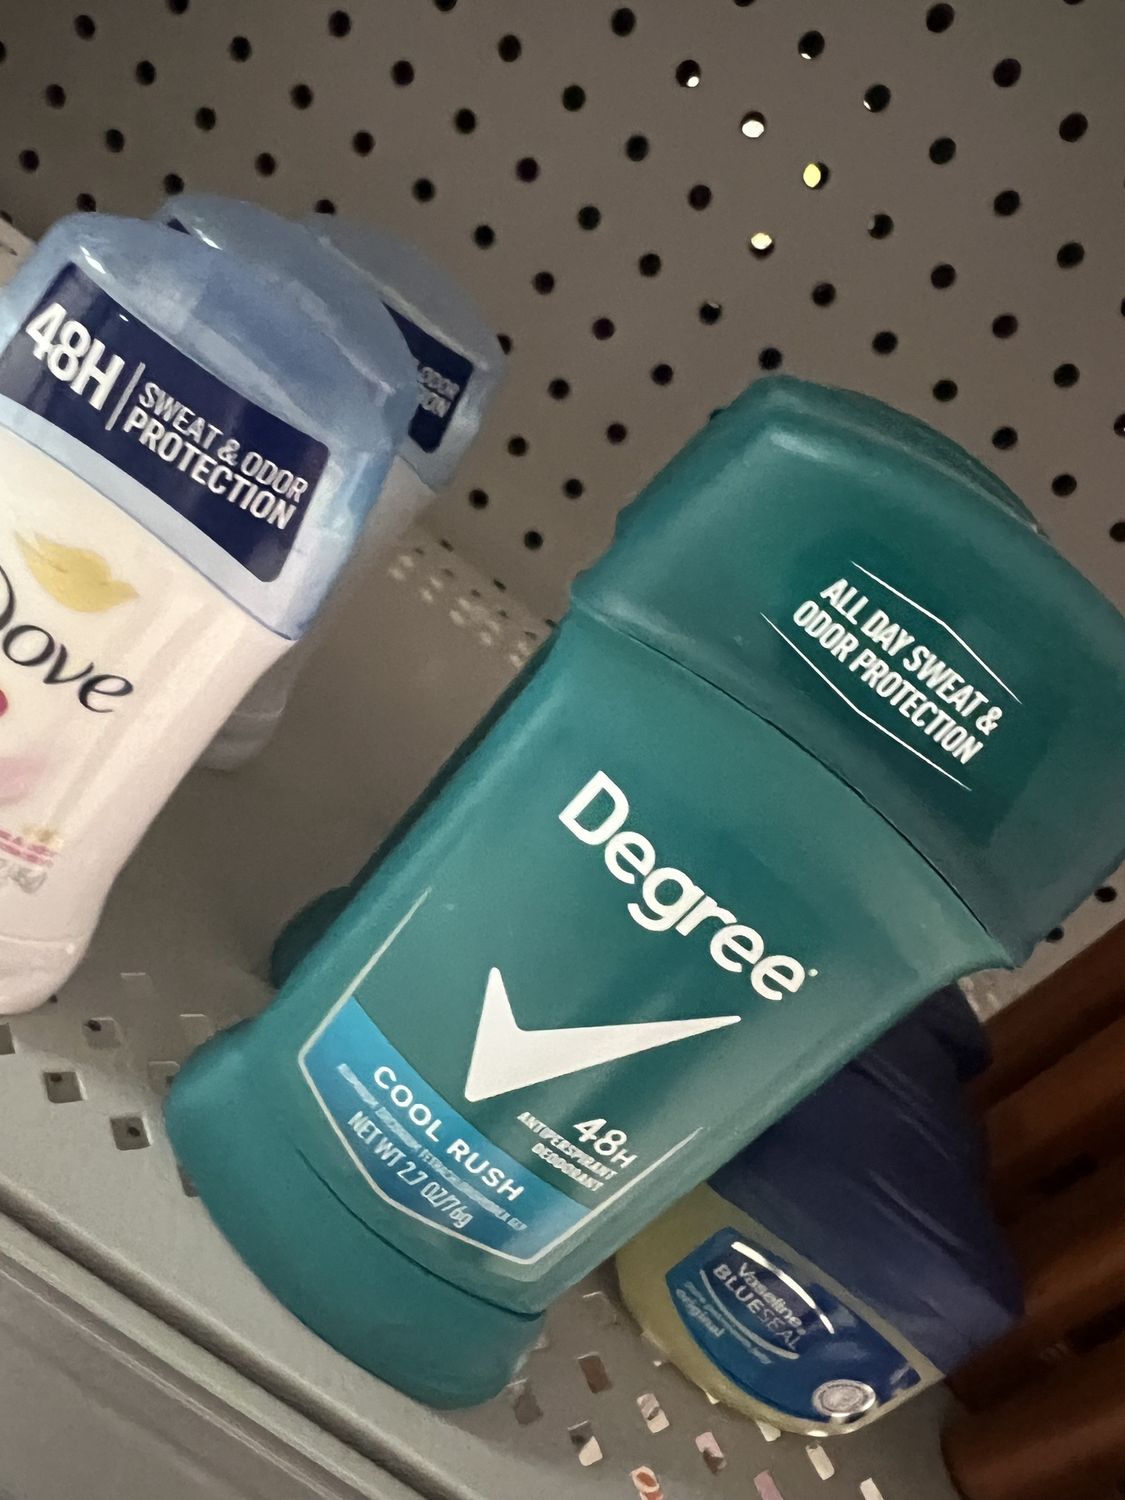 48H
SWEAT & ODOR
PROTECTION
Dove
ALL DAY SWEAT &
ODOR PROTECTION
Degree
48H
ANTIPERSPIRANT
DEODORANT
COOL RUSH
NET WT 2.7 OZ/76g
Vaseline
BLUESEAL
original